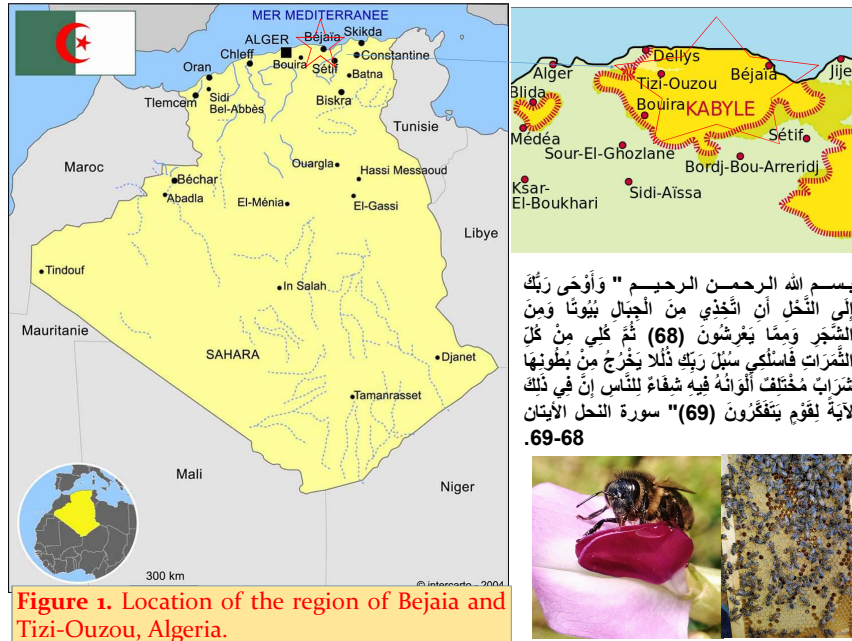 MER MEDITERRANEE
ALGER
Béjaïa
Skikda
Chleff
Constantine
Oran
Bouira
Sétif
Batna
Tlemcem
Sidi
Bel-Abbès
Biskra
Tunisie
Maroc
Ouargla
Hassi Messaoud
Béchar
Abadla
El-Ménia
El-Gassi
Libye
Tindouf
In Salah
Mauritanie
SAHARA
Djanet
Tamanrasset
Mali
Niger
300 km
© intercarto - 2004
Figure 1. Location of the region of Bejaia and
Tizi-Ouzou, Algeria.
Dellys
Alger
Tizi-Ouzou
Béjaïa
Jije
Blida
Bouira
KABYLE
Médéa
Sétif
Sour-El-Ghozlane
Bordj-Bou-Arreridj
Ksar-
El-Boukhari
Sidi-Aïssa
بسم الله الرحمن الرحيم " وَأَوْحَى رَبُّكَ
إِلَى النَّحْلِ أَنِ اتَّخِذِي مِنَ الْجِبَالِ بُيُوتًا وَمِنَ
الشَّجَرِ وَمِمَّا يَعْرِشُونَ (68) ثُمَّ كُلِي مِنْ كُلِّ
الثَّمَرَاتِ فَاسْلُكِي سُبُلَ رَبِّكِ ذُلُلا يَخْرُجُ مِنْ بُطُونِهَا
شَرَابٌ مُخْتَلِفٌ أَلْوَانُهُ فِيهِ شِفَاءٌ لِلنَّاسِ إِنَّ فِي ذَلِكَ
لآيَةً لِقَوْمٍ يَتَفَكَّرُونَ (69)" سورة النحل الأيتان
68-69.